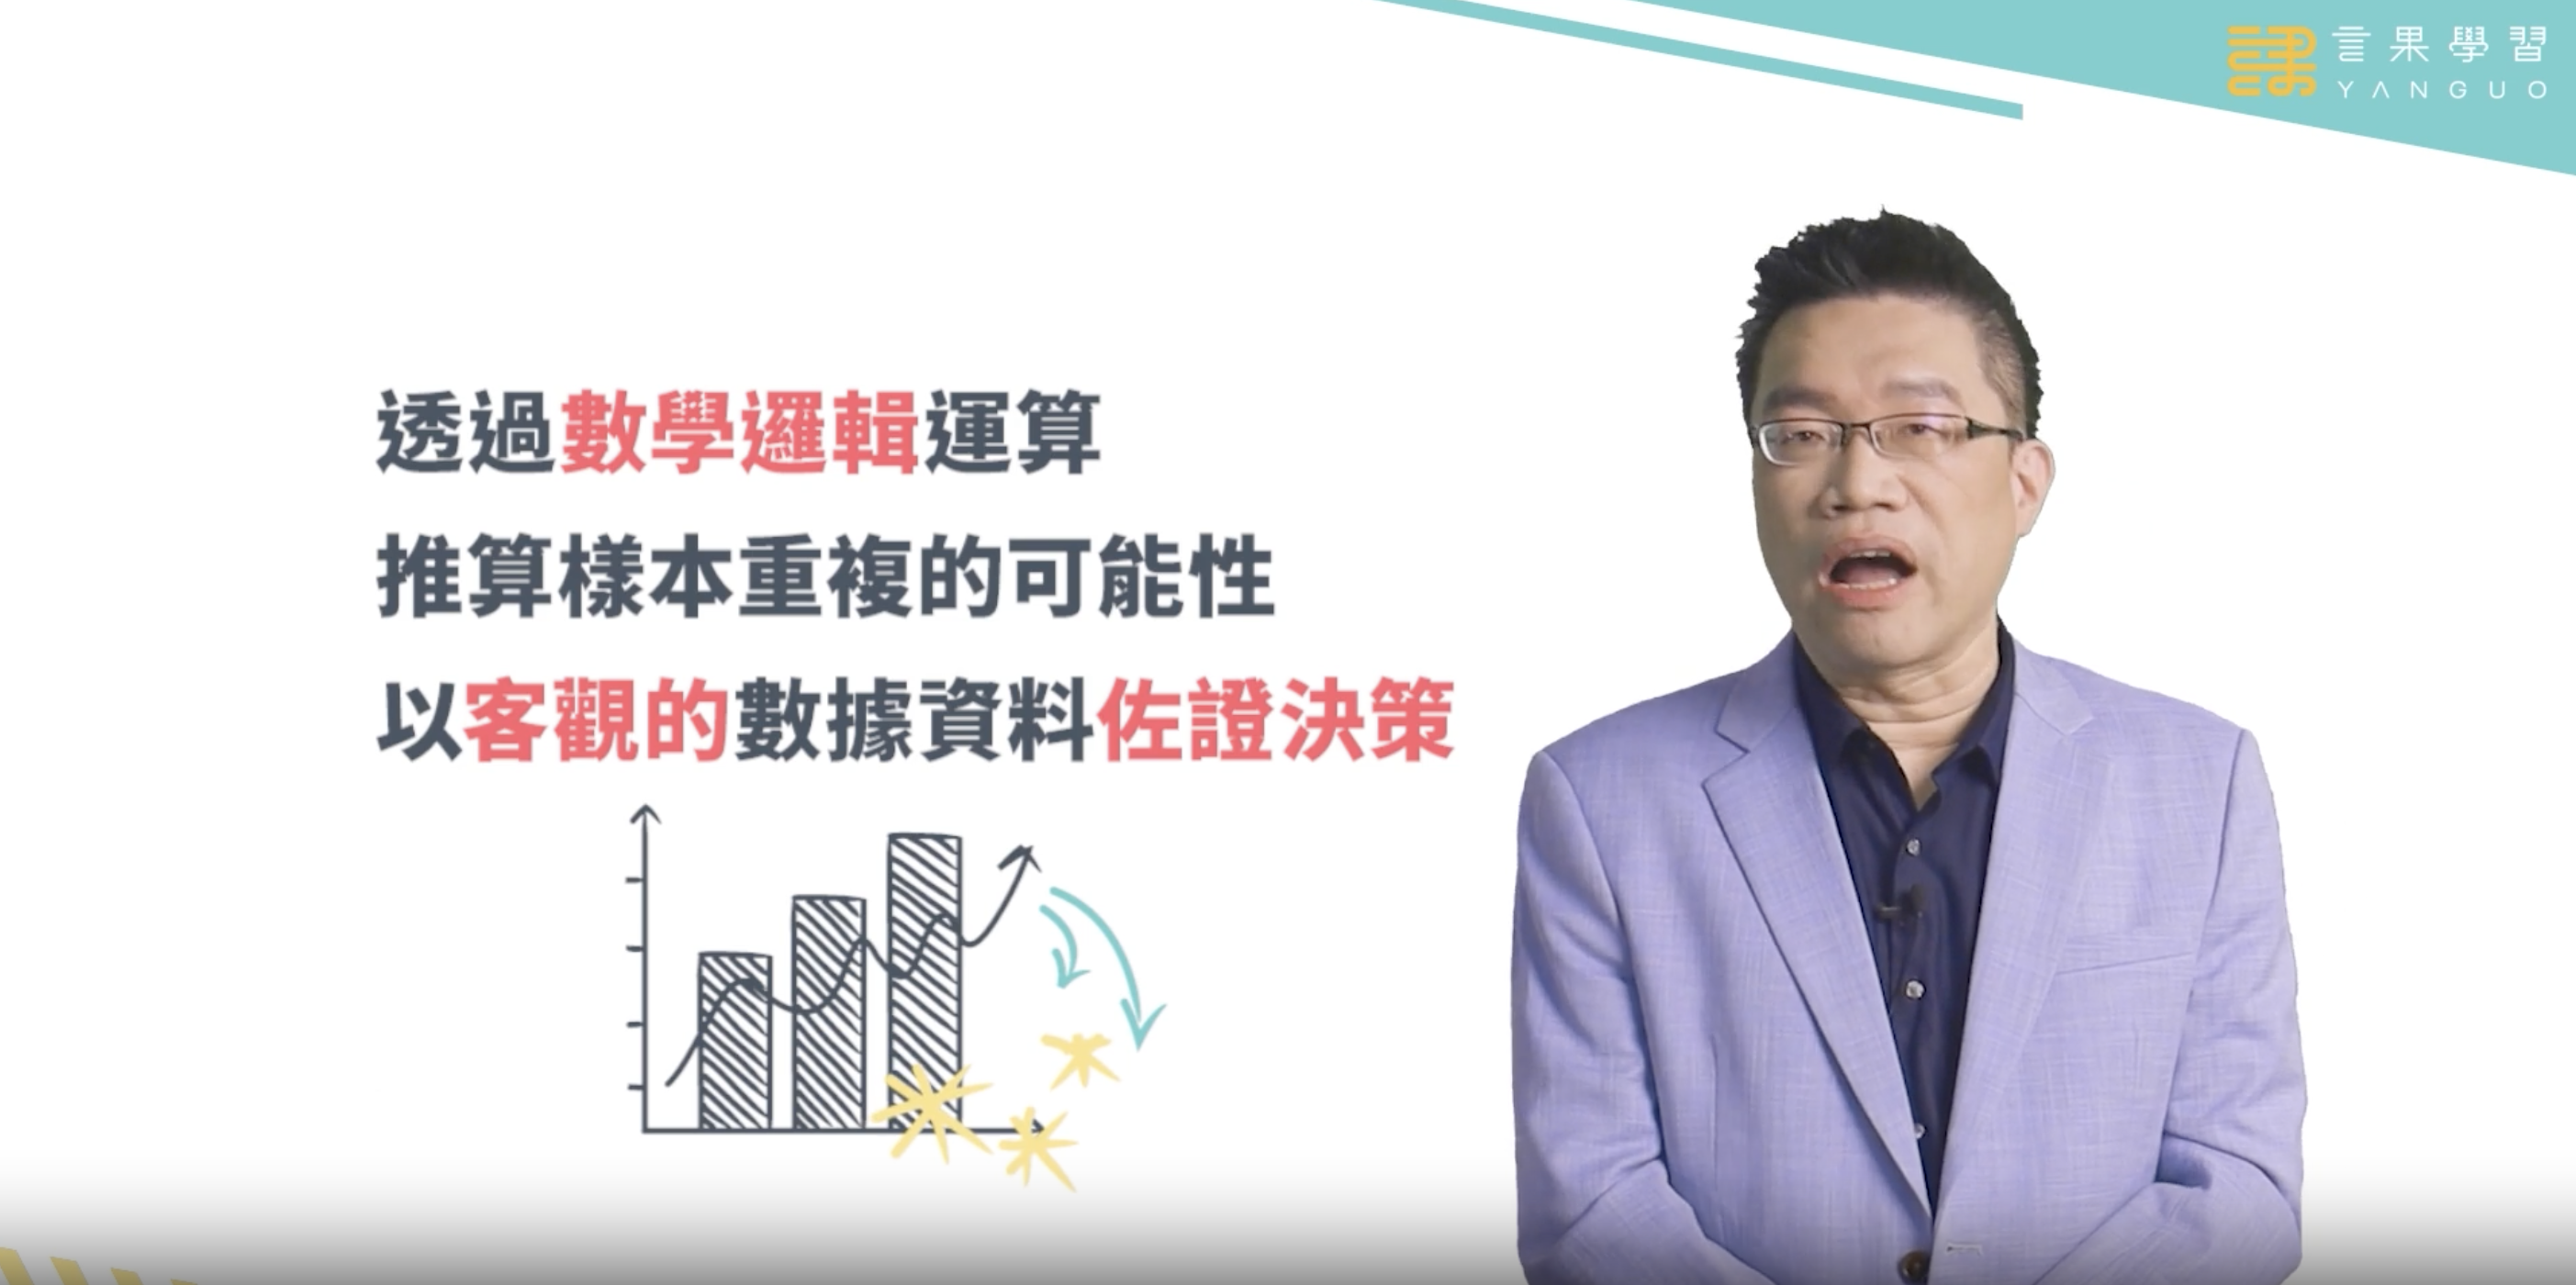 言果學習
YANGUO
透過數學邏輯運算
推算樣本重複的可能性
以客觀的數據資料佐證決策